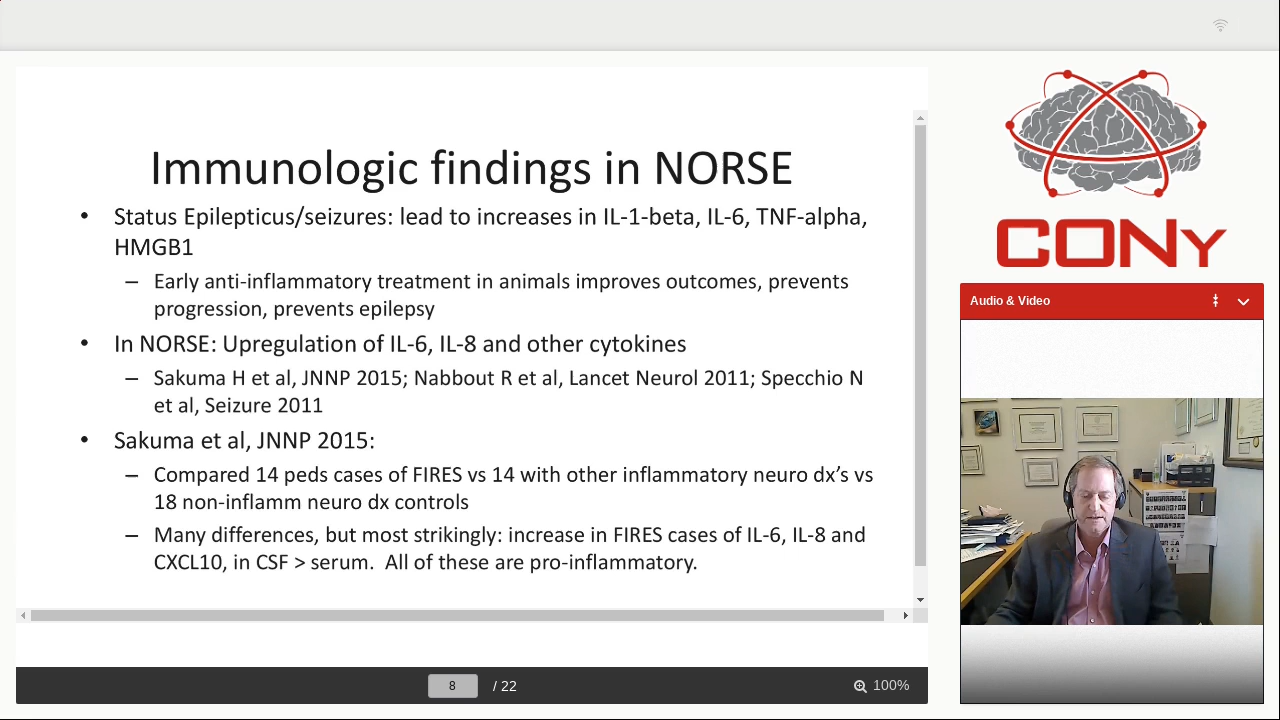 Immunologic findings in NORSE
• Status Epilepticus/seizures: lead to increases in IL-1-beta, IL-6, TNF-alpha,
HMGB1
– Early anti-inflammatory treatment in animals improves outcomes, prevents
progression, prevents epilepsy
• In NORSE: Upregulation of IL-6, IL-8 and other cytokines
– Sakuma H et al, JNNP 2015; Nabbout R et al, Lancet Neurol 2011; Specchio N
et al, Seizure 2011
• Sakuma et al, JNNP 2015:
– Compared 14 peds cases of FIRES vs 14 with other inflammatory neuro dx’s vs
18 non-inflamm neuro dx controls
– Many differences, but most strikingly: increase in FIRES cases of IL-6, IL-8 and
CXCL10, in CSF > serum.  All of these are pro-inflammatory.
8 / 22
100%
CONy
Audio & Video